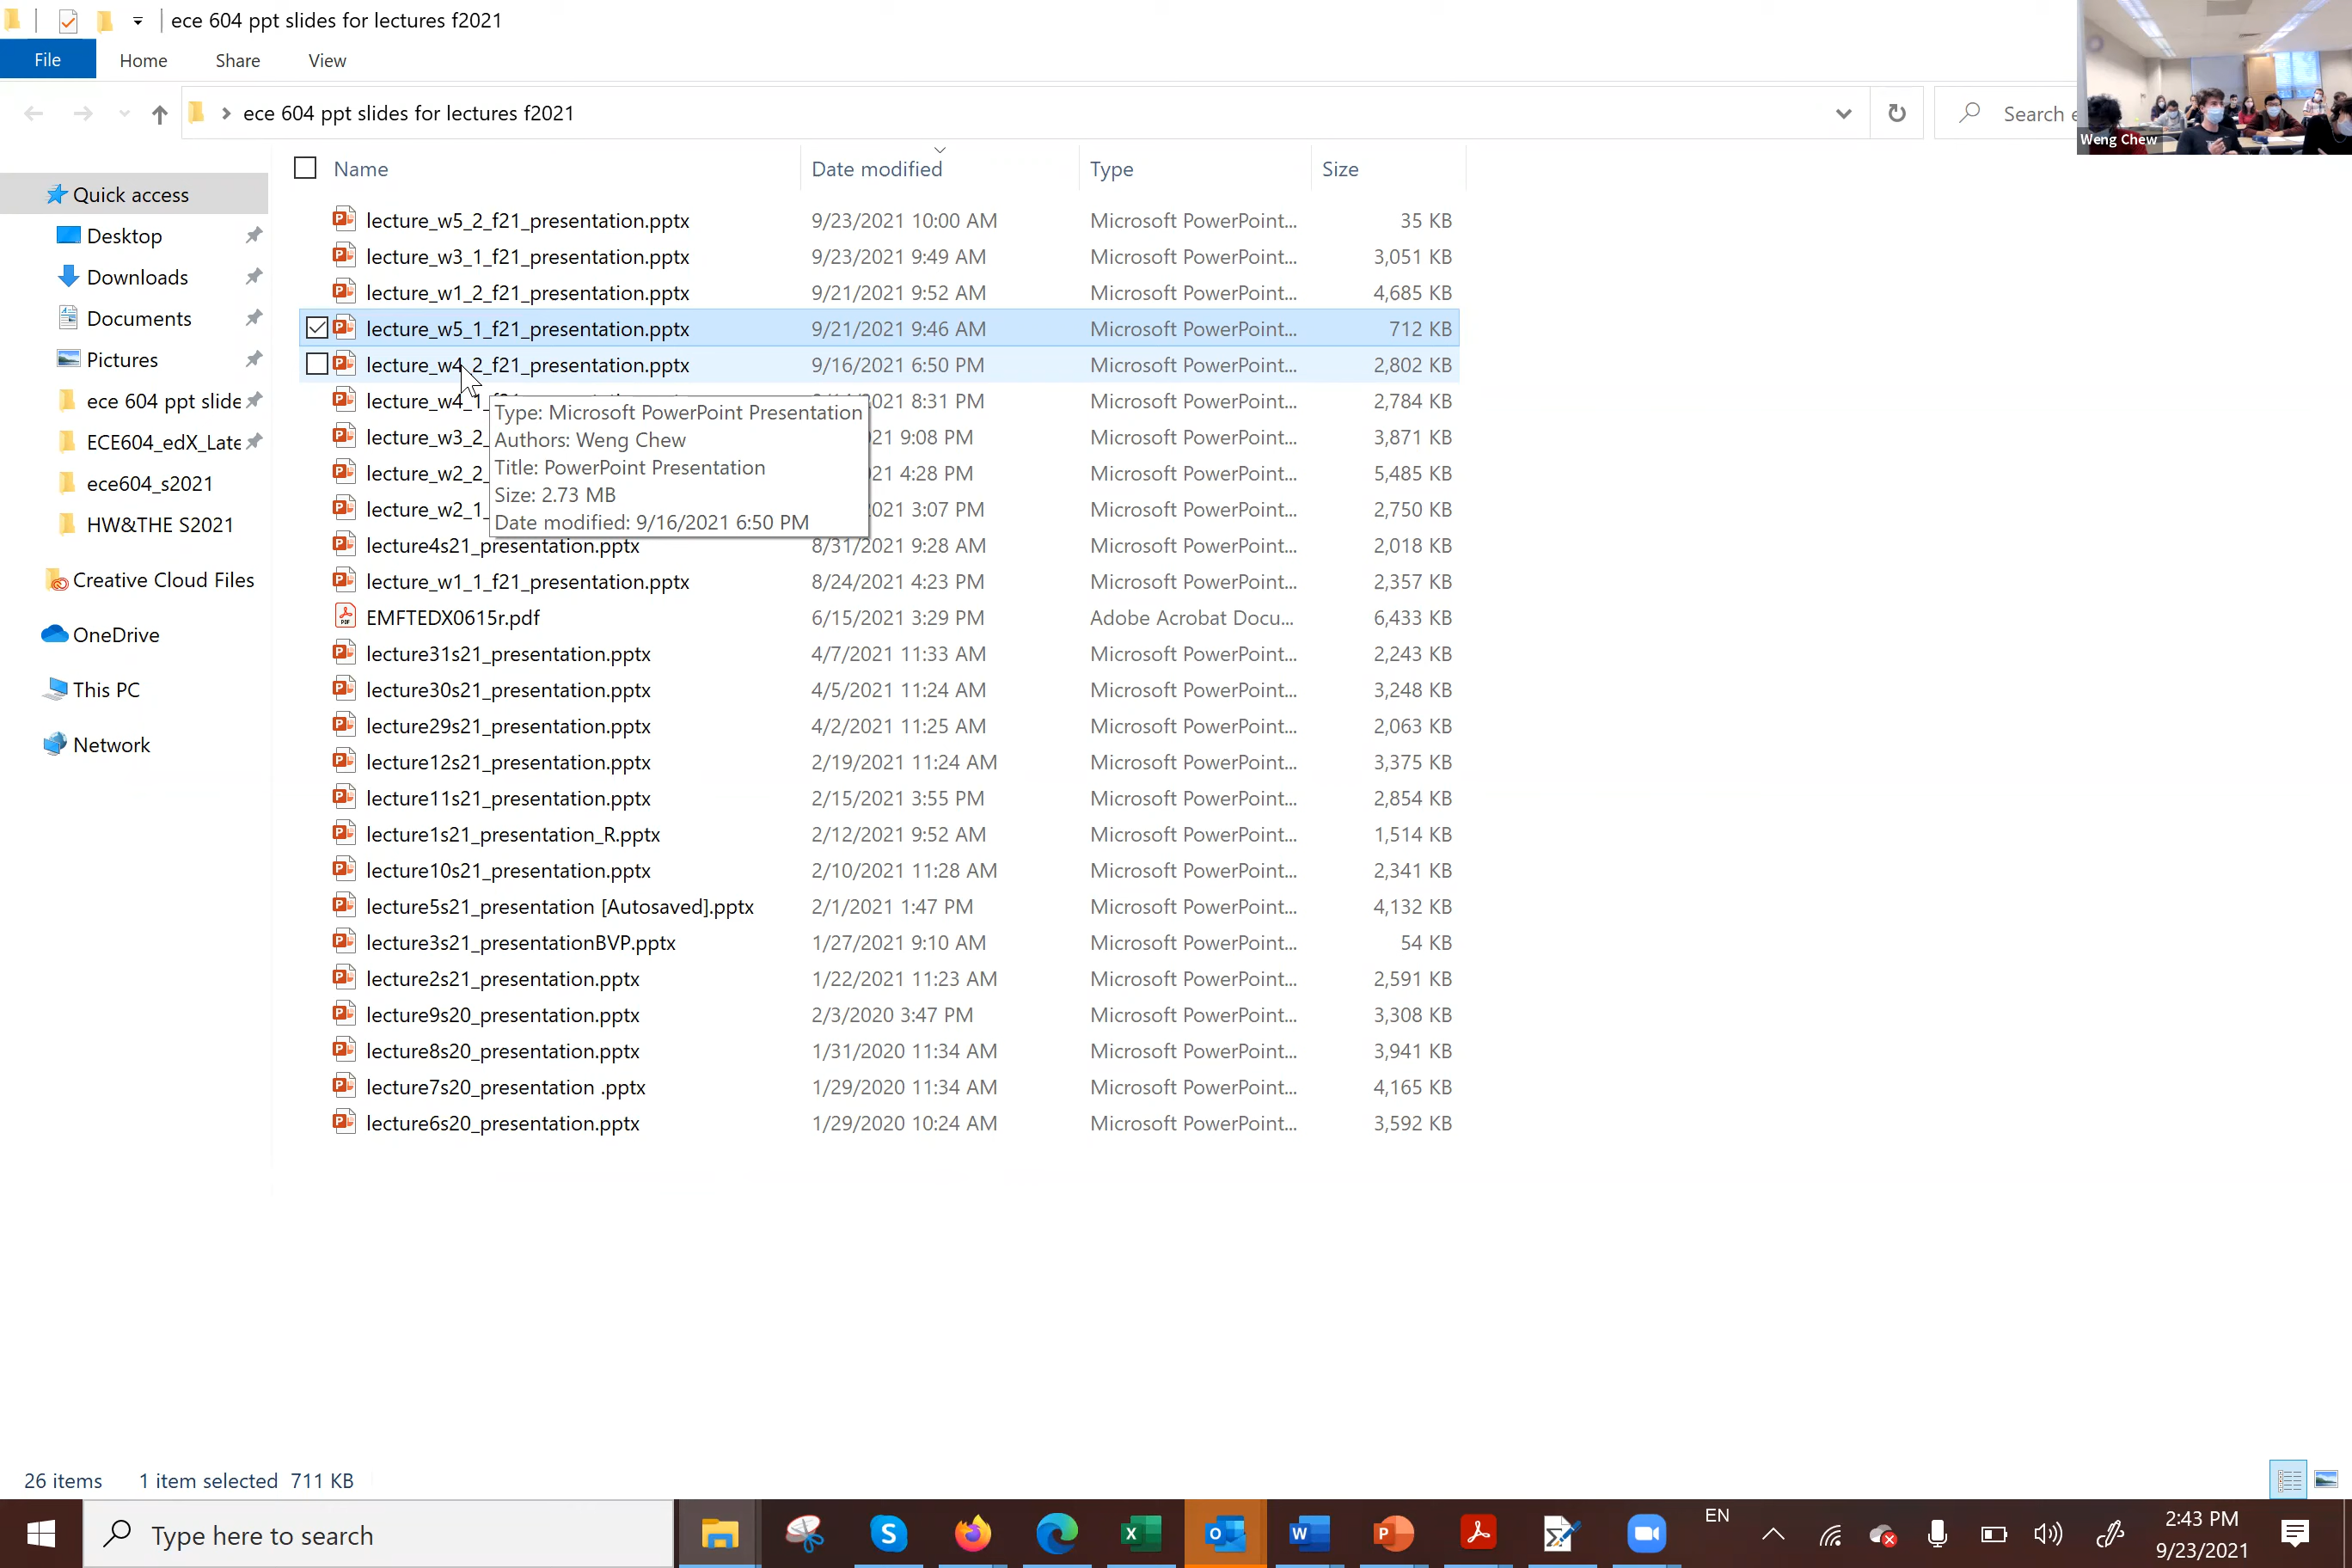 ece 604 ppt slides for lectures f2021
File Home Share View
ece 604 ppt slides for lectures f2021
Search e
Weng Chew
Name Date modified Type Size
Quick access
Desktop
Downloads
Documents
Pictures
ece 604 ppt slide
ECE604_edX_Late
ece604_s2021
HW&THE S2021
Creative Cloud Files
OneDrive
This PC
Network
lecture_w5_2_f21_presentation.pptx 9/23/2021 10:00 AM Microsoft PowerPoint... 35 KB
lecture_w3_1_f21_presentation.pptx 9/23/2021 9:49 AM Microsoft PowerPoint... 3,051 KB
lecture_w1_2_f21_presentation.pptx 9/21/2021 9:52 AM Microsoft PowerPoint... 4,685 KB
lecture_w5_1_f21_presentation.pptx 9/21/2021 9:46 AM Microsoft PowerPoint... 712 KB
lecture_w4_2_f21_presentation.pptx 9/16/2021 6:50 PM Microsoft PowerPoint... 2,802 KB
lecture_w4_1_ 021 8:31 PM Microsoft PowerPoint... 2,784 KB
lecture_w3_2_ 21 9:08 PM Microsoft PowerPoint... 3,871 KB
lecture_w2_2_ 021 4:28 PM Microsoft PowerPoint... 5,485 KB
lecture_w2_1_ 021 3:07 PM Microsoft PowerPoint... 2,750 KB
Type: Microsoft PowerPoint Presentation
Authors: Weng Chew
Title: PowerPoint Presentation
Size: 2.73 MB
Date modified: 9/16/2021 6:50 PM
lecture4s21_presentation.pptx 8/31/2021 9:28 AM Microsoft PowerPoint... 2,018 KB
lecture_w1_1_f21_presentation.pptx 8/24/2021 4:23 PM Microsoft PowerPoint... 2,357 KB
EMFTEDX0615r.pdf 6/15/2021 3:29 PM Adobe Acrobat Docu... 6,433 KB
lecture31s21_presentation.pptx 4/7/2021 11:33 AM Microsoft PowerPoint... 2,243 KB
lecture30s21_presentation.pptx 4/5/2021 11:24 AM Microsoft PowerPoint... 3,248 KB
lecture29s21_presentation.pptx 4/2/2021 11:25 AM Microsoft PowerPoint... 2,063 KB
lecture12s21_presentation.pptx 2/19/2021 11:24 AM Microsoft PowerPoint... 3,375 KB
lecture11s21_presentation.pptx 2/15/2021 3:55 PM Microsoft PowerPoint... 2,854 KB
lecture1s21_presentation_R.pptx 2/12/2021 9:52 AM Microsoft PowerPoint... 1,514 KB
lecture10s21_presentation.pptx 2/10/2021 11:28 AM Microsoft PowerPoint... 2,341 KB
lecture5s21_presentation [Autosaved].pptx 2/1/2021 1:47 PM Microsoft PowerPoint... 4,132 KB
lecture3s21_presentationBVP.pptx 1/27/2021 9:10 AM Microsoft PowerPoint... 54 KB
lecture2s21_presentation.pptx 1/22/2021 11:23 AM Microsoft PowerPoint... 2,591 KB
lecture9s20_presentation.pptx 2/3/2020 3:47 PM Microsoft PowerPoint... 3,308 KB
lecture8s20_presentation.pptx 1/31/2020 11:34 AM Microsoft PowerPoint... 3,941 KB
lecture7s20_presentation .pptx 1/29/2020 11:34 AM Microsoft PowerPoint... 4,165 KB
lecture6s20_presentation.pptx 1/29/2020 10:24 AM Microsoft PowerPoint... 3,592 KB
26 items 1 item selected 711 KB
Type here to search
EN
2:43 PM
9/23/2021